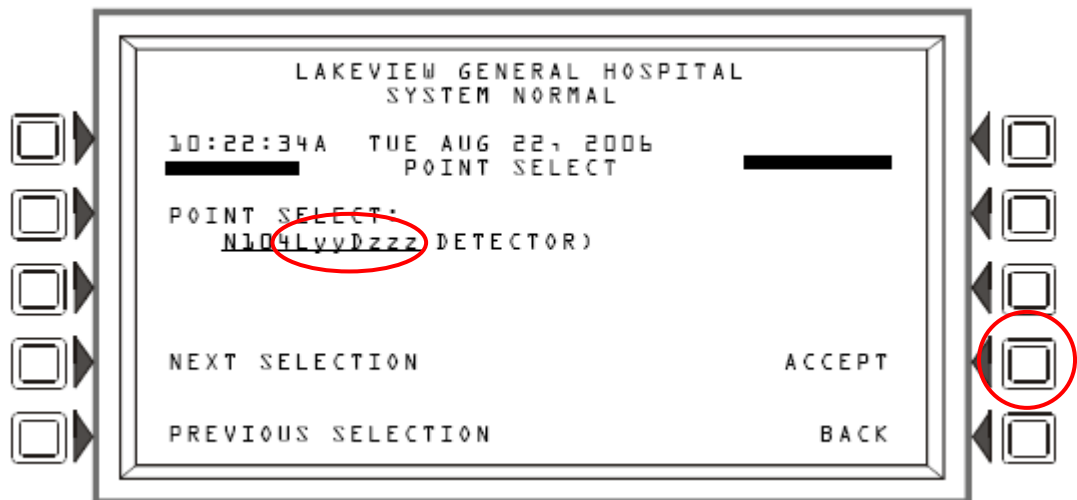 LAKEVIEW GENERAL HOSPITAL
SYSTEM NORMAL
10:22:34A TUE AUG 22, 2006
POINT SELECT
POINT SELECT:
N104LyyDzzz DETECTOR)
NEXT SELECTION ACCEPT
PREVIOUS SELECTION BACK